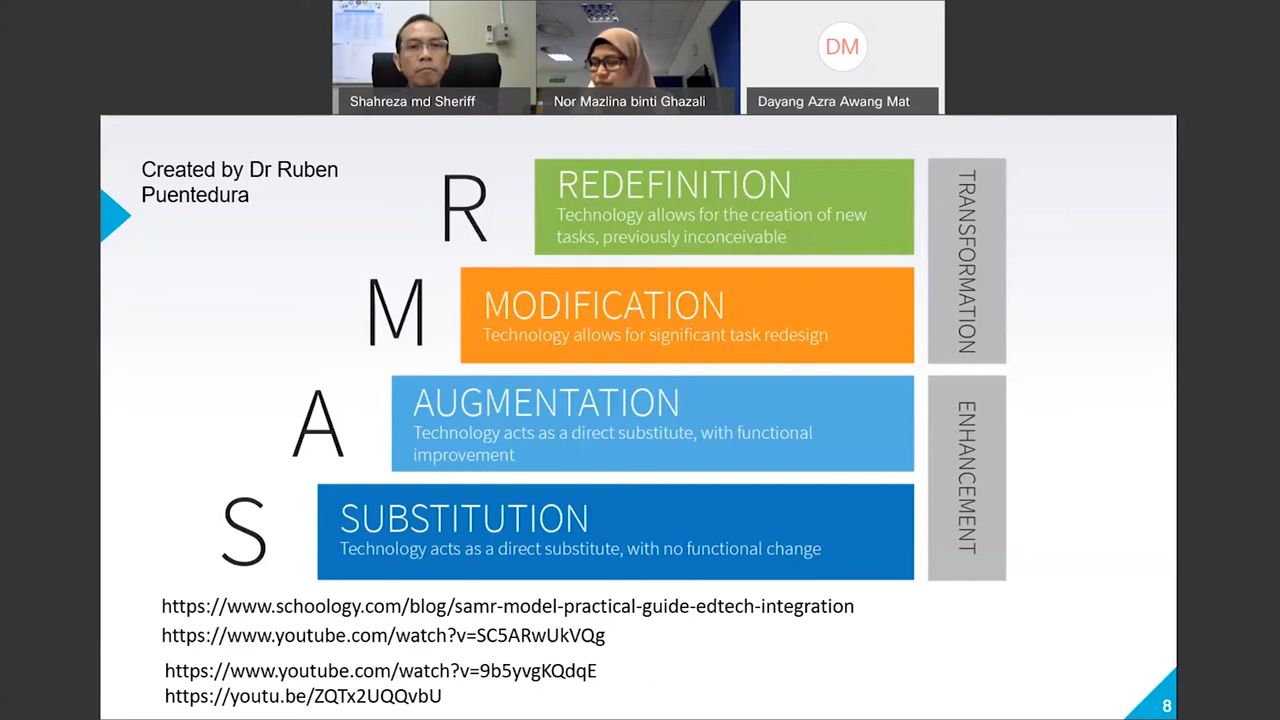 DM
Shahreza md Sheriff
Nor Mazlina binti Ghazali
Dayang Azra Awang Mat
Created by Dr Ruben
Puentedura
R
REDEFINITION
Technology allows for the creation of new
tasks, previously inconceivable
M
MODIFICATION
Technology allows for significant task redesign
TRANSFORMATION
A
AUGMENTATION
Technology acts as a direct substitute, with functional
improvement
S
SUBSTITUTION
Technology acts as a direct substitute, with no functional change
ENHANCEMENT
https://www.schoology.com/blog/samr-model-practical-guide-edtech-integration
https://www.youtube.com/watch?v=SC5ARwUkVQg
https://www.youtube.com/watch?v=9b5yvgKQdqE
https://youtu.be/ZQTx2UQQvbU
8